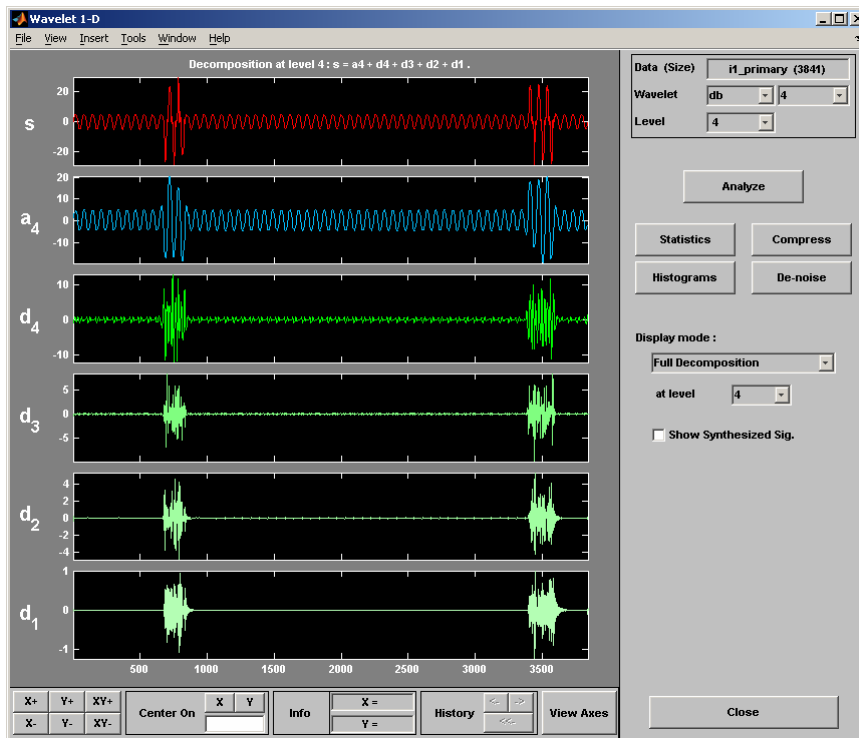 Wavelet 1-D
File View Insert Tools Window Help
Decomposition at level 4 : s = a4 + d4 + d3 + d2 + d1 .
s
20
0
-20
a4
20
10
0
-10
d4
10
0
-10
d3
5
0
-5
d2
4
2
0
-2
-4
d1
1
0
-1
500 1000 1500 2000 2500 3000 3500
Data (Size) i1_primary (3841)
Wavelet db 4
Level 4
Analyze
Statistics Compress
Histograms De-noise
Display mode :
Full Decomposition
at level 4
Show Synthesized Sig.
X+ Y+ XY+
X- Y- XY-
Center On X Y
Info X =
Y =
History <- ->
<<-
View Axes
Close